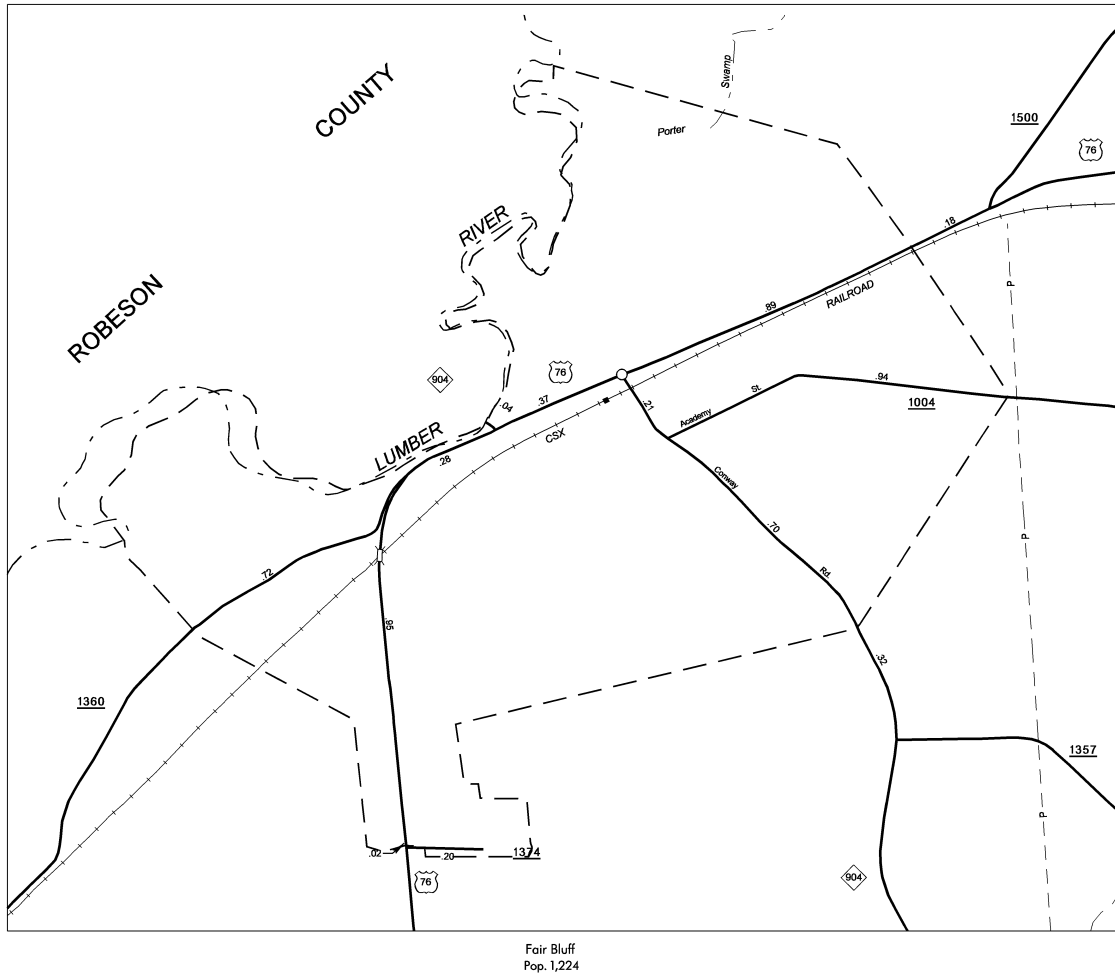 COUNTY
ROBESON
Swamp
Porter
1500
76
RIVER
.18
P
.89
RAILROAD
904
76
.04
.37
.94
St.
1004
.21
Academy
CSX
LUMBER
.28
Conway
.70
P
.72
Rd.
.95
.32
1360
1357
P
.02
.20
1374
76
904
Fair Bluff
Pop. 1,224